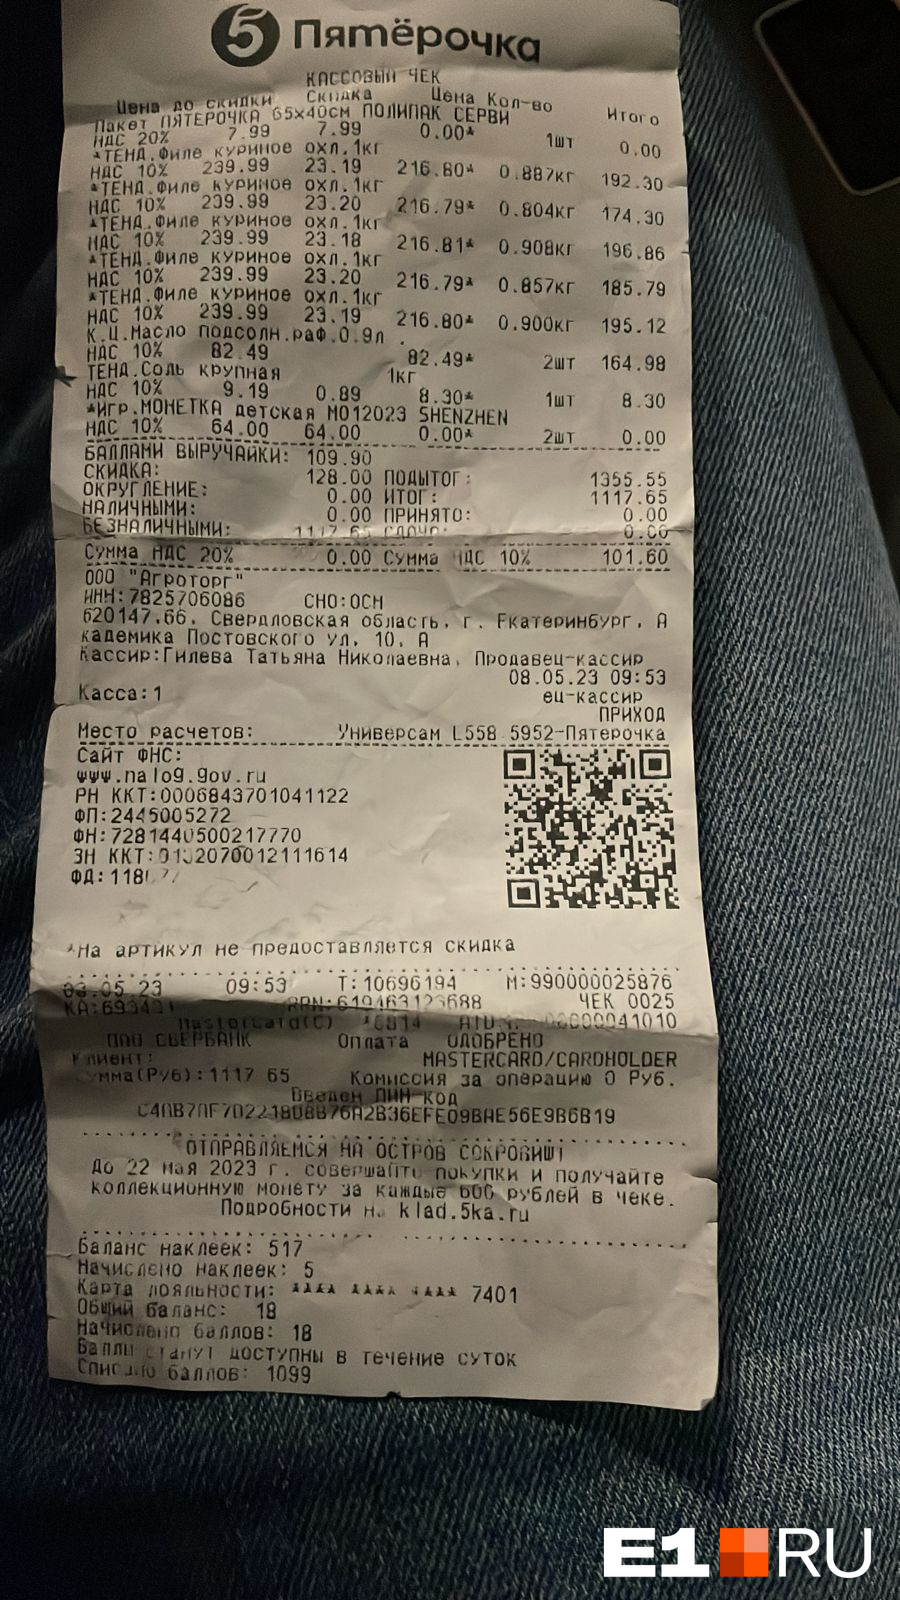 5 Пятёрочка
КАССОВЫЙ ЧЕК
Цена до скидки Скидка Цена Кол-во Итого
Пакет ПЯТЕРОЧКА 65х40см ПОЛИПАК СЕРВИ
НДС 20% 7.99 7.99 0.00* 1шт 0.00
*ТЕНД.Филе куриное охл.1кг
НДС 10% 239.99 23.19 216.80* 0.887кг 192.30
*ТЕНД.Филе куриное охл.1кг
НДС 10% 239.99 23.20 216.79* 0.804кг 174.30
*ТЕНД.Филе куриное охл.1кг
НДС 10% 239.99 23.18 216.81* 0.908кг 196.86
*ТЕНД.Филе куриное охл.1кг
НДС 10% 239.99 23.20 216.79* 0.857кг 185.79
*ТЕНД.Филе куриное охл.1кг
НДС 10% 239.99 23.19 216.80* 0.900кг 195.12
К.Ц.Масло подсолн.раф.0.9л .
НДС 10% 82.49 82.49* 2шт 164.98
ТЕНД.Соль крупная 1кг
НДС 10% 9.19 0.89 8.30* 1шт 8.30
*Игр.МОНЕТКА детская М012023 SHENZHEN
НДС 10% 64.00 64.00 0.00* 2шт 0.00
БАЛЛАМИ ВЫРУЧАЙКИ: 109.90
СКИДКА: 128.00 ПОДЫТОГ: 1355.55
ОКРУГЛЕНИЕ: 0.00 ИТОГ: 1117.65
НАЛИЧНЫМИ: 0.00 ПРИНЯТО: 0.00
БЕЗНАЛИЧНЫМИ: 1117.65 СДАЧА: 0.00
Сумма НДС 20% 0.00 Сумма НДС 10% 101.60
ООО "Агроторг"
ИНН:7825706086 СНО:ОСН
620147,66, Свердловская область, г. Екатеринбург, А
кадемика Постовского ул, 10, А
Кассир:Гилева Татьяна Николаевна, Продавец-кассир
08.05.23 09:53
Касса:1 ец-кассир
ПРИХОД
Место расчетов: Универсам L558 5952-Пятерочка
Сайт ФНС:
www.nalog.gov.ru
РН ККТ:0006843701041122
ФП:2445005272
ФН:7281440500217770
ЗН ККТ:
ФД:
*На артикул не предоставляется скидка
08.05.23 09:53 Т:10696194 М:990000025876
ЧЕК 0025
MasterCard(C)
ПАО СБЕРБАНК Оплата ОДОБРЕНО
Клиент: MASTERCARD/CARDHOLDER
Сумма(Руб):1117.65 Комиссия за операцию 0 Руб.
Введен ПИН-код
ОТПРАВЛЯЕМСЯ НА ОСТРОВ СОКРОВИЩ!
До 22 мая 2023 г. совершайте покупки и получайте
коллекционную монету за каждые 600 рублей в чеке.
Подробности на klad.5ka.ru
Баланс наклеек: 517
Начислено наклеек: 5
Карта лояльности: **** **** **** 7401
Общий баланс: 18
Начислено баллов: 18
Баллы станут доступны в течение суток
Списано баллов: 1099
E1 RU